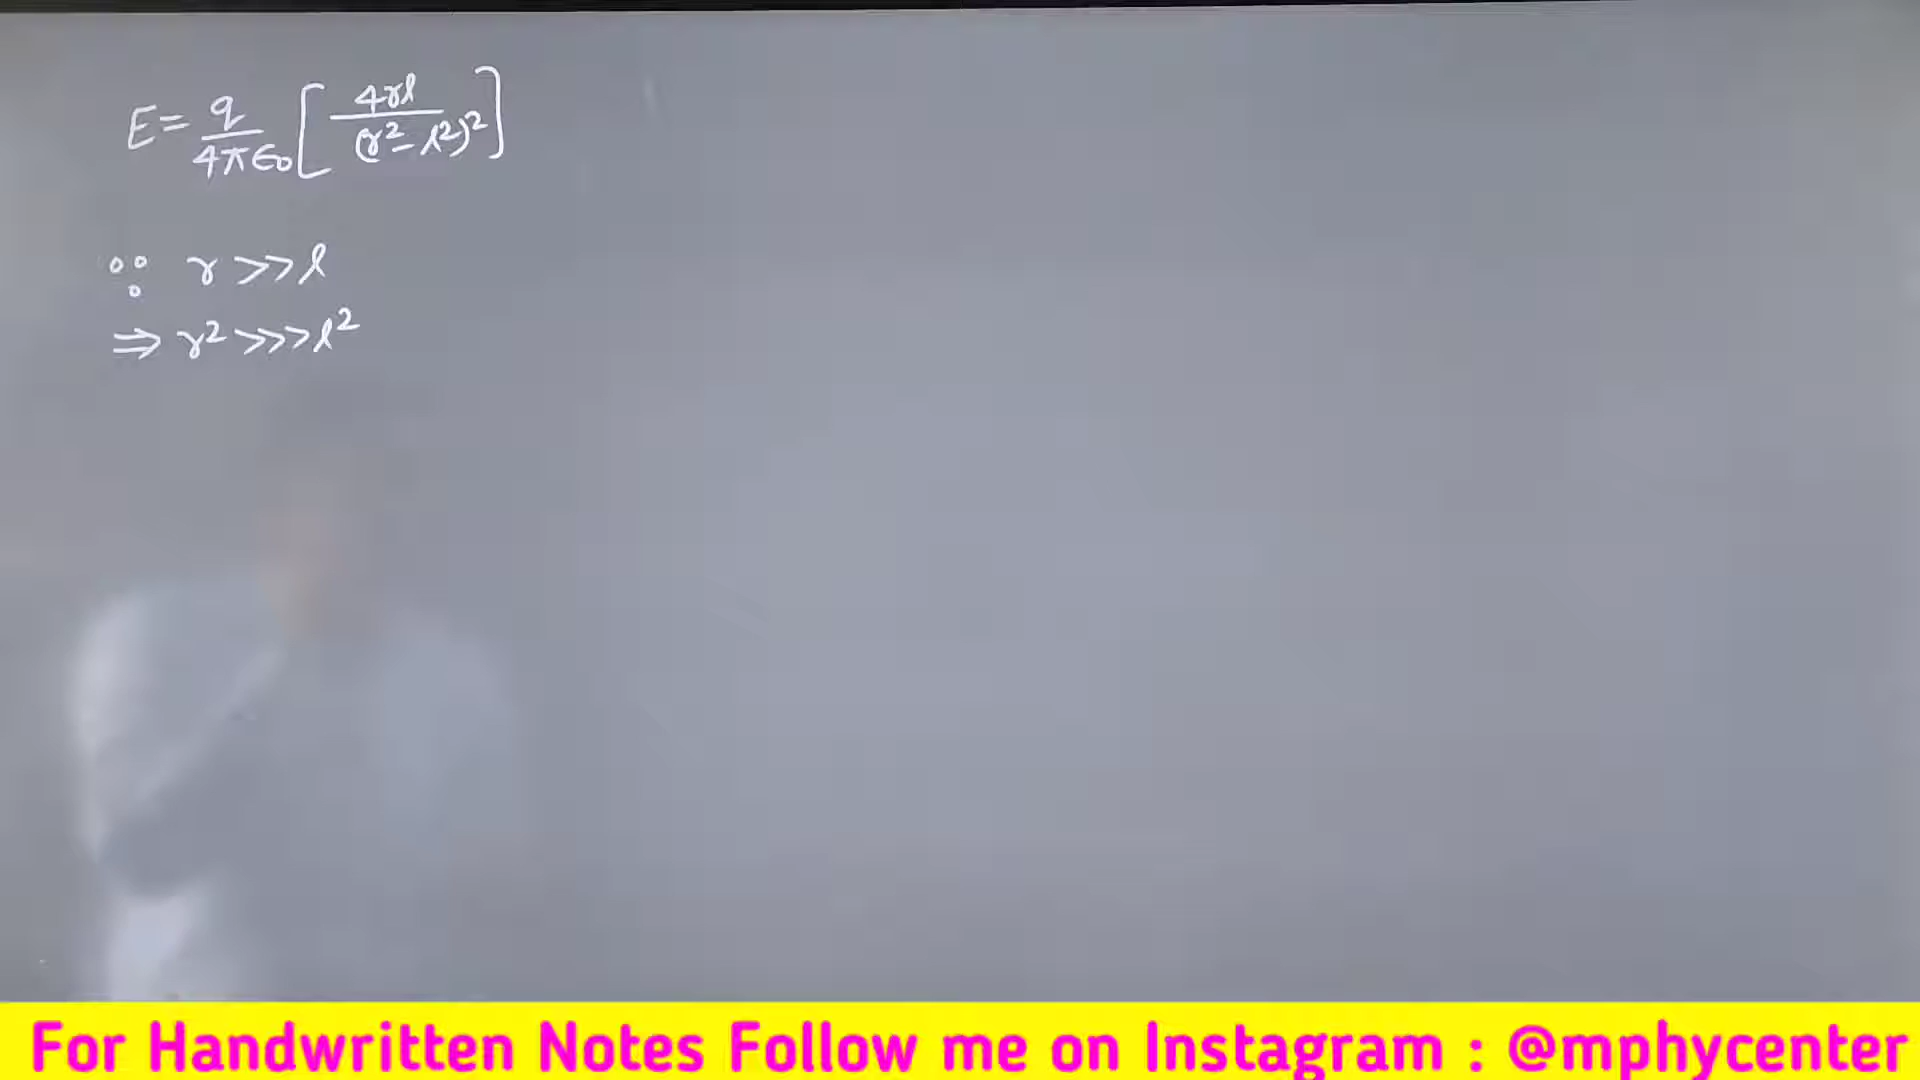 E = q/4πϵ₀ [4rl/(r² - l²)²]
∵ r >> l
⇒ r² >>> l²
For Handwritten Notes Follow me on Instagram : @mphycenter